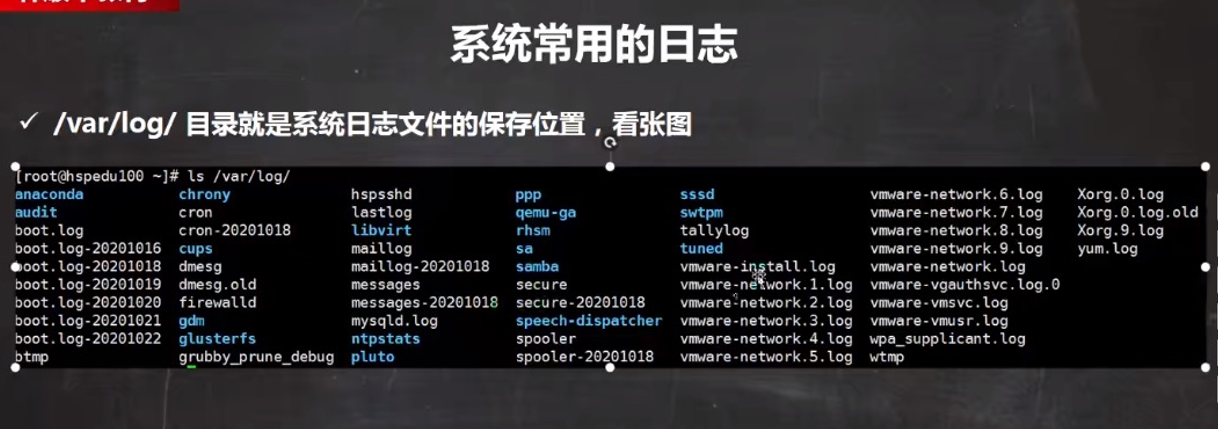 系统常用的日志
✓ /var/log/ 目录就是系统日志文件的保存位置，看张图
[root@hspedu100 ~]# ls /var/log/
anaconda chrony hspsshd ppp sssd vmware-network.6.log Xorg.0.log
audit cron lastlog qemu-ga swtpm vmware-network.7.log Xorg.0.log.old
boot.log cron-20201018 libvirt rhsm tallylog vmware-network.8.log Xorg.9.log
boot.log-20201016 cups maillog sa tuned vmware-network.9.log yum.log
boot.log-20201018 dmesg maillog-20201018 samba vmware-install.log vmware-network.log
boot.log-20201019 dmesg.old messages secure vmware-network.1.log vmware-vgauthsvc.log.0
boot.log-20201020 firewalld messages-20201018 secure-20201018 vmware-network.2.log vmware-vmsvc.log
boot.log-20201021 gdm mysqld.log speech-dispatcher vmware-network.3.log vmware-vmusr.log
boot.log-20201022 glusterfs ntpstats spooler vmware-network.4.log wpa_supplicant.log
btmp grubby_prune_debug pluto spooler-20201018 vmware-network.5.log wtmp